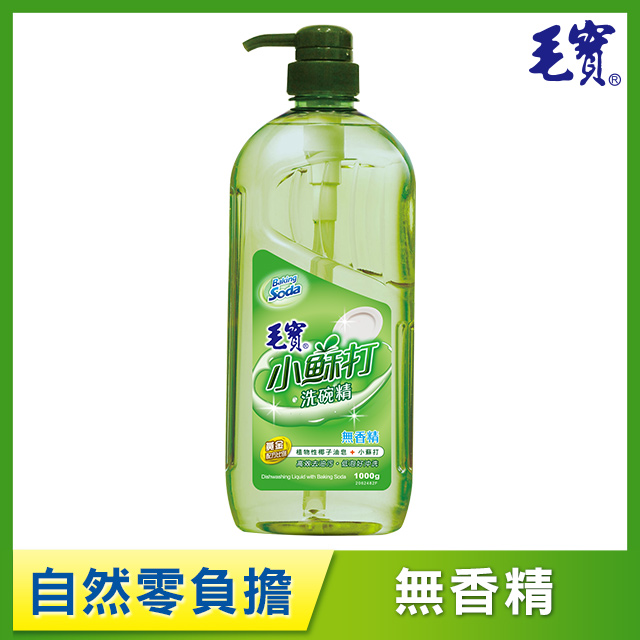 毛寶®
Baking
Soda
毛寶®
小蘇打
洗碗精
無香精
黃金
配方比例
植物性椰子油皂+小蘇打
高效去油污・低泡好沖洗
Dishwashing Liquid with Baking Soda
1000g
自然零負擔
無香精